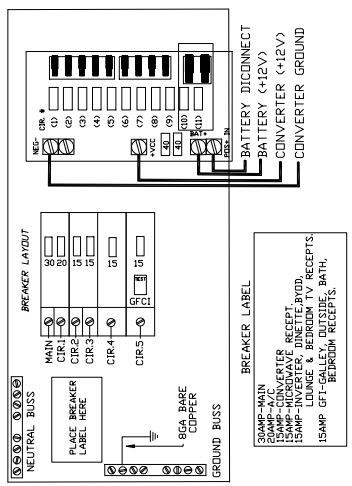 CIR. #
(1)
(2)
(3)
(4)
(5)
(6)
(7)
(8)
(9)
(10)
(11)
NEG-
+VCC
40
40
BAT+
POS+ IN
BATTERY DICONNECT
BATTERY (+12V)
CONVERTER (+12V)
CONVERTER GROUND
BREAKER LAYOUT
30
20
15
15
15
15
TEST
GFCI
MAIN
CIR.1
CIR.2
CIR.3
CIR.4
CIR.5
NEUTRAL BUSS
PLACE BREAKER
LABEL HERE
8GA BARE
COPPER
GROUND BUSS
BREAKER LABEL
30AMP-MAIN
20AMP-A/C
15AMP-CONVERTER
15AMP-MICROWAVE RECEPT.
15AMP-INVERTER, DINETTE,BYOD,
LOUNGE & BEDROOM TV RECEPTS.
15AMP GFI-GALLEY, OUTSIDE, BATH,
BEDROOM RECEPTS.